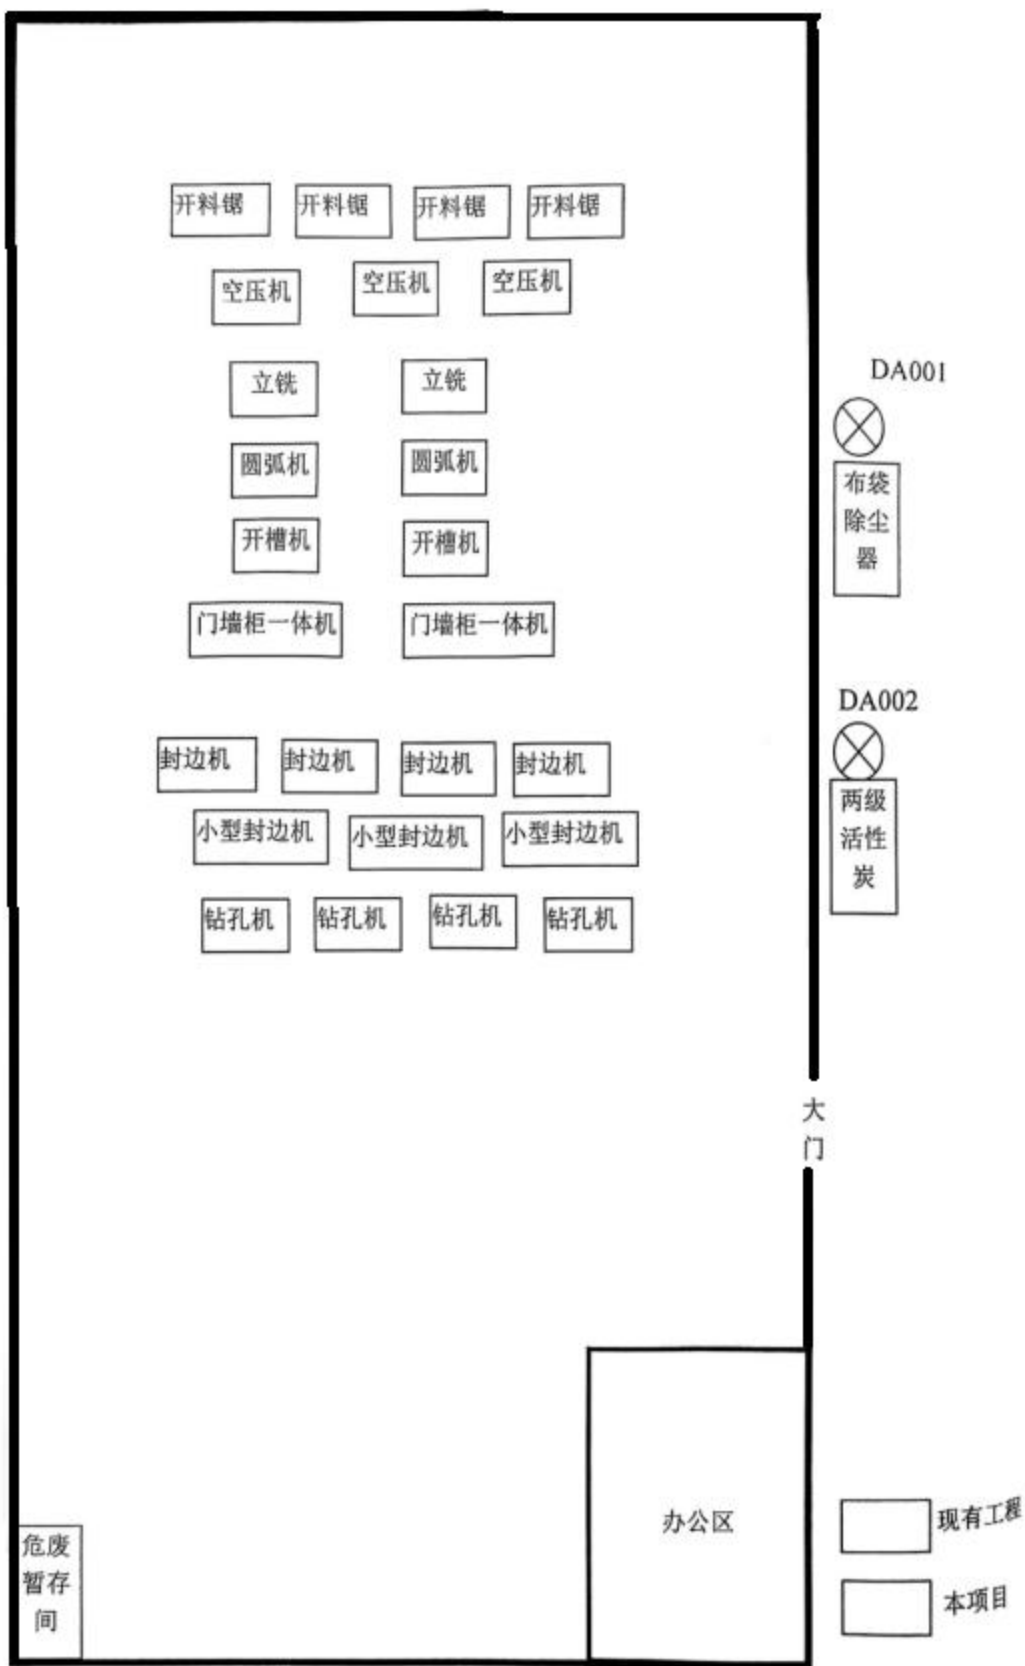 开料锯 开料锯 开料锯 开料锯
空压机 空压机 空压机
立铣 立铣
DA001
圆弧机 圆弧机
布袋
除尘
器
开槽机 开槽机
门墙柜一体机 门墙柜一体机
DA002
封边机 封边机 封边机 封边机
小型封边机 小型封边机 小型封边机
两级
活性
炭
钻孔机 钻孔机 钻孔机 钻孔机
大
门
办公区
现有工程
本项目
危废
暂存
间